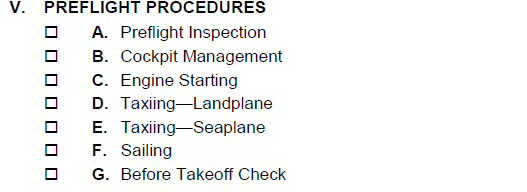 V. PREFLIGHT PROCEDURES
☐ A. Preflight Inspection
☐ B. Cockpit Management
☐ C. Engine Starting
☐ D. Taxiing—Landplane
☐ E. Taxiing—Seaplane
☐ F. Sailing
☐ G. Before Takeoff Check